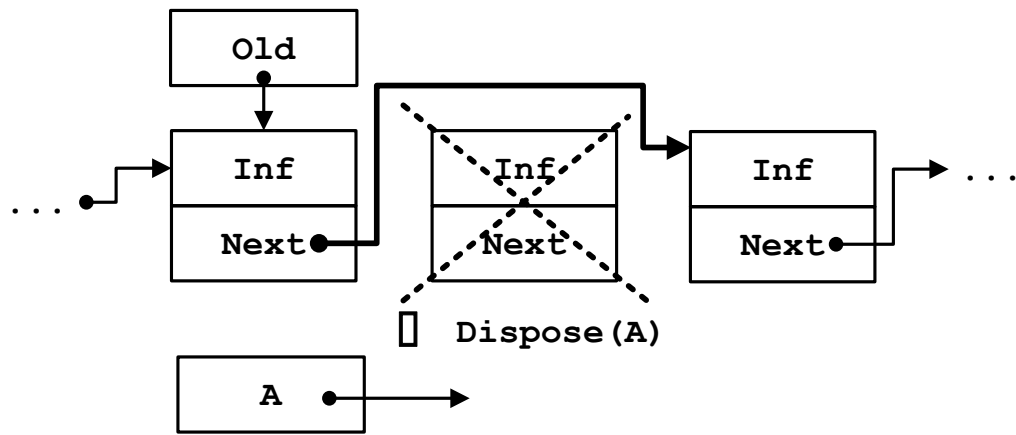 Old
Inf Inf Inf
... ...
Next Next Next
Dispose(A)
A